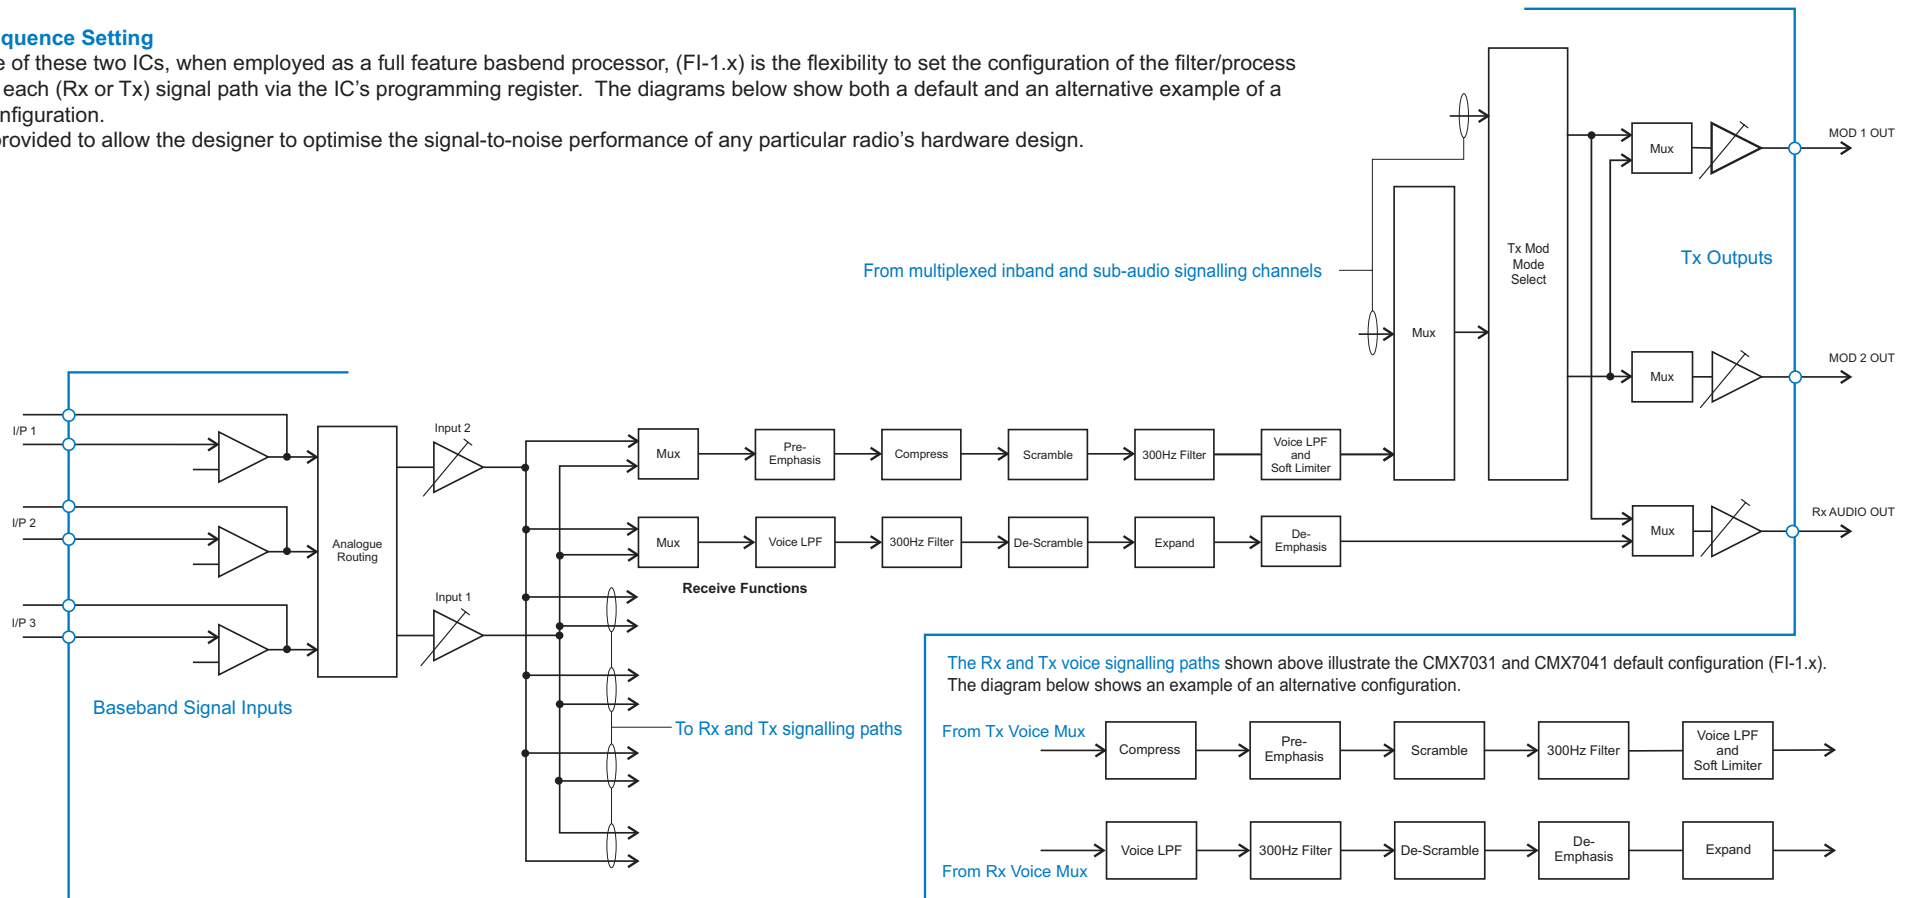 quence Setting
e of these two ICs, when employed as a full feature basbend processor, (FI-1.x) is the flexibility to set the configuration of the filter/process
each (Rx or Tx) signal path via the IC's programming register. The diagrams below show both a default and an alternative example of a
nfiguration.
provided to allow the designer to optimise the signal-to-noise performance of any particular radio's hardware design.
MOD 1 OUT
Mux
Tx Mod
Mode
Select
Tx Outputs
From multiplexed inband and sub-audio signalling channels
Mux
MOD 2 OUT
Mux
I/P 1
Input 2
Mux
Pre-
Emphasis
Compress
Scramble
300Hz Filter
Voice LPF
and
Soft Limiter
I/P 2
Analogue
Routing
Mux
Voice LPF
300Hz Filter
De-Scramble
Expand
De-
Emphasis
Mux
Rx AUDIO OUT
Receive Functions
I/P 3
Input 1
Baseband Signal Inputs
To Rx and Tx signalling paths
The Rx and Tx voice signalling paths shown above illustrate the CMX7031 and CMX7041 default configuration (FI-1.x).
The diagram below shows an example of an alternative configuration.
From Tx Voice Mux
Compress
Pre-
Emphasis
Scramble
300Hz Filter
Voice LPF
and
Soft Limiter
From Rx Voice Mux
Voice LPF
300Hz Filter
De-Scramble
De-
Emphasis
Expand